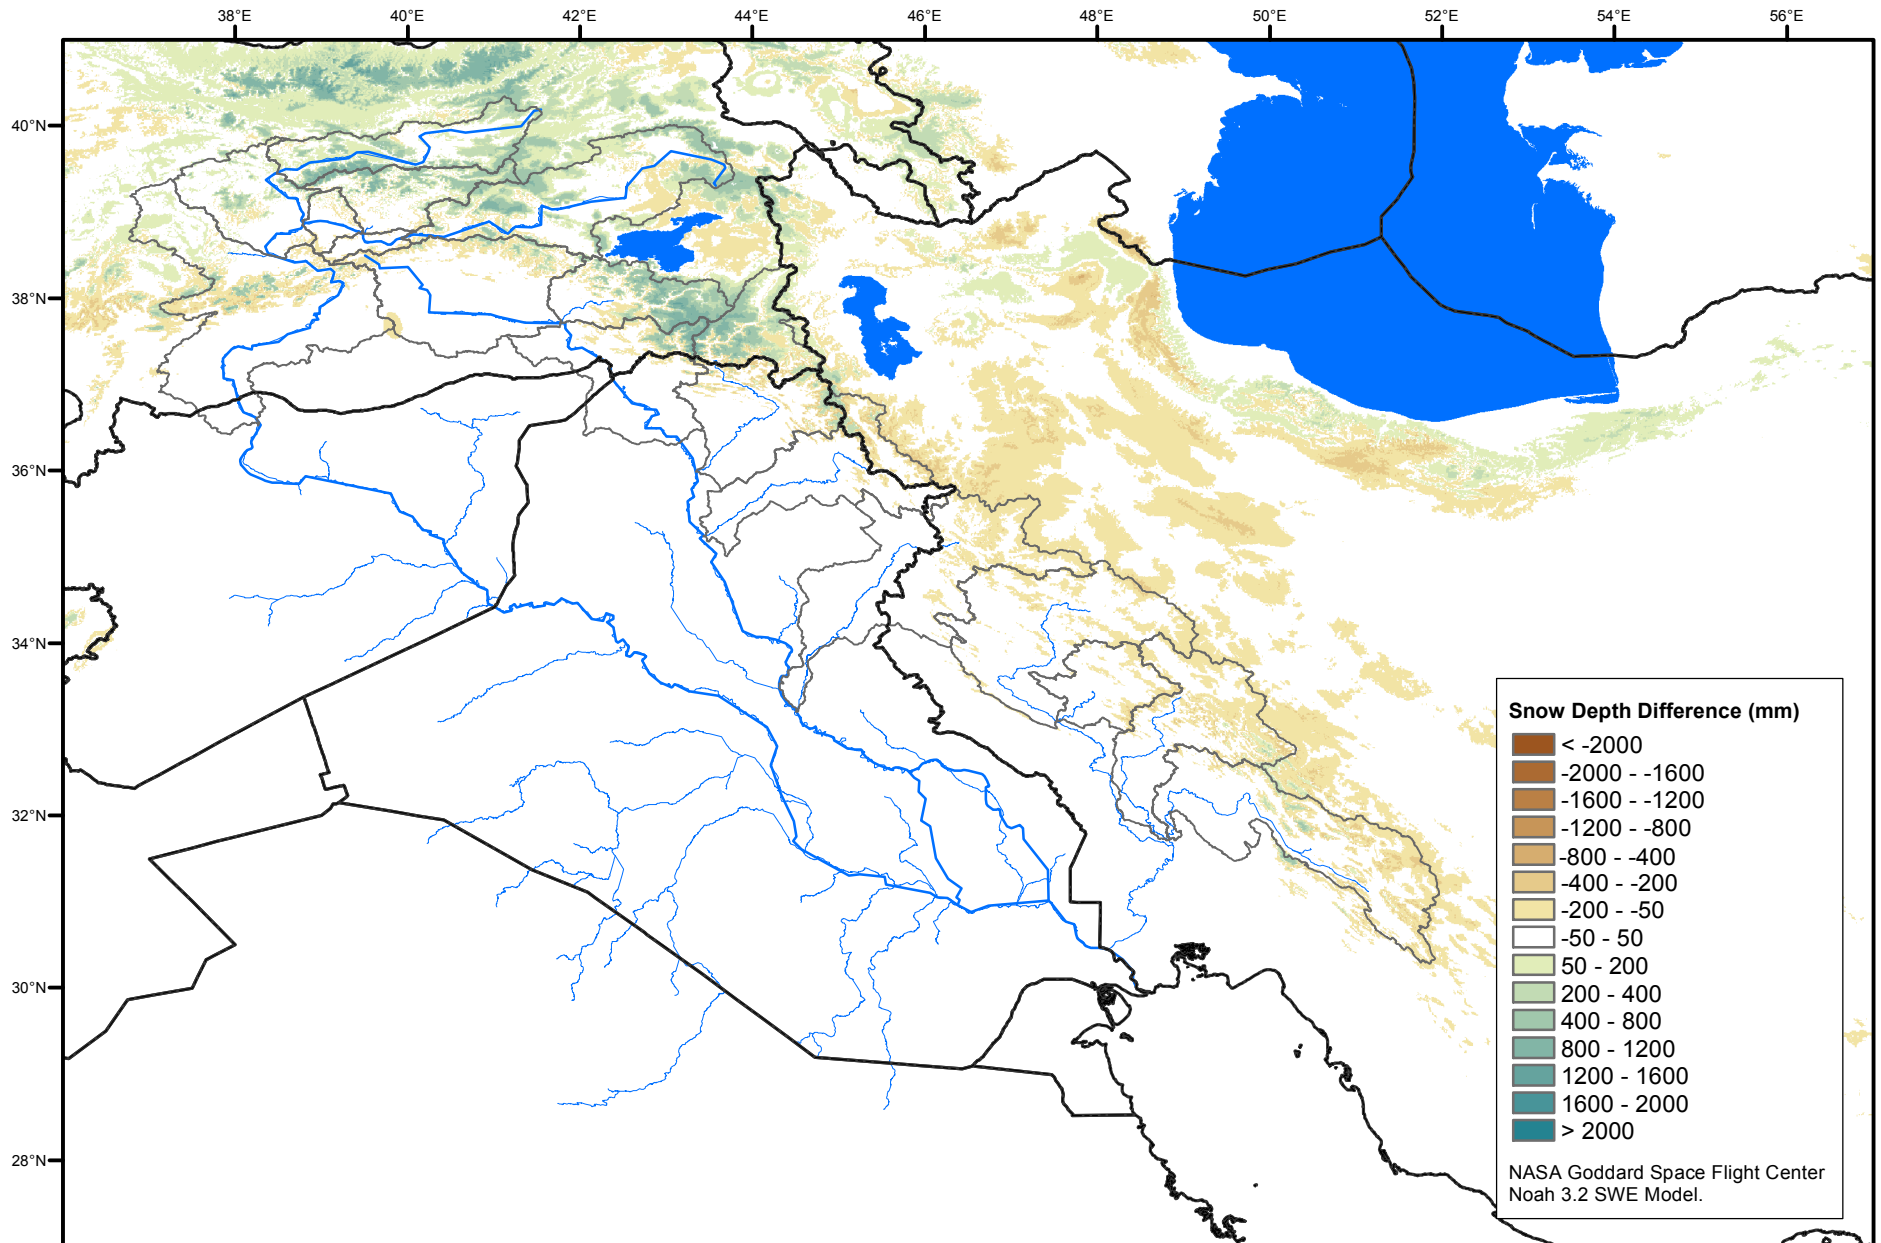 38°E 40°E 42°E 44°E 46°E 48°E 50°E 52°E 54°E 56°E
40°N
38°N
36°N
34°N
32°N
30°N
28°N
Snow Depth Difference (mm)
< -2000
-2000 - -1600
-1600 - -1200
-1200 - -800
-800 - -400
-400 - -200
-200 - -50
-50 - 50
50 - 200
200 - 400
400 - 800
800 - 1200
1200 - 1600
1600 - 2000
> 2000
NASA Goddard Space Flight Center
Noah 3.2 SWE Model.